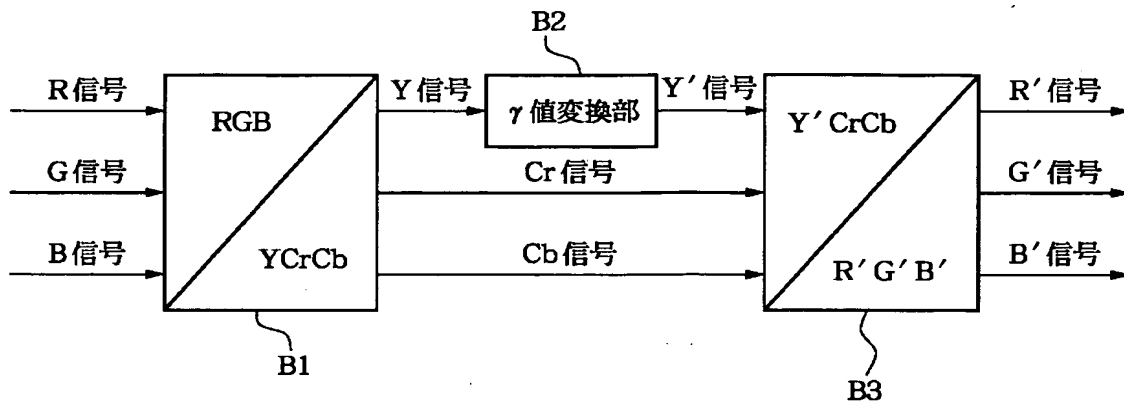 B2
R信号
RGB
YCrCb
Y信号
γ値変換部
Y′信号
Y′CrCb
R′G′B′
R′信号
G信号
Cr信号
G′信号
B信号
Cb信号
B′信号
B1
B3